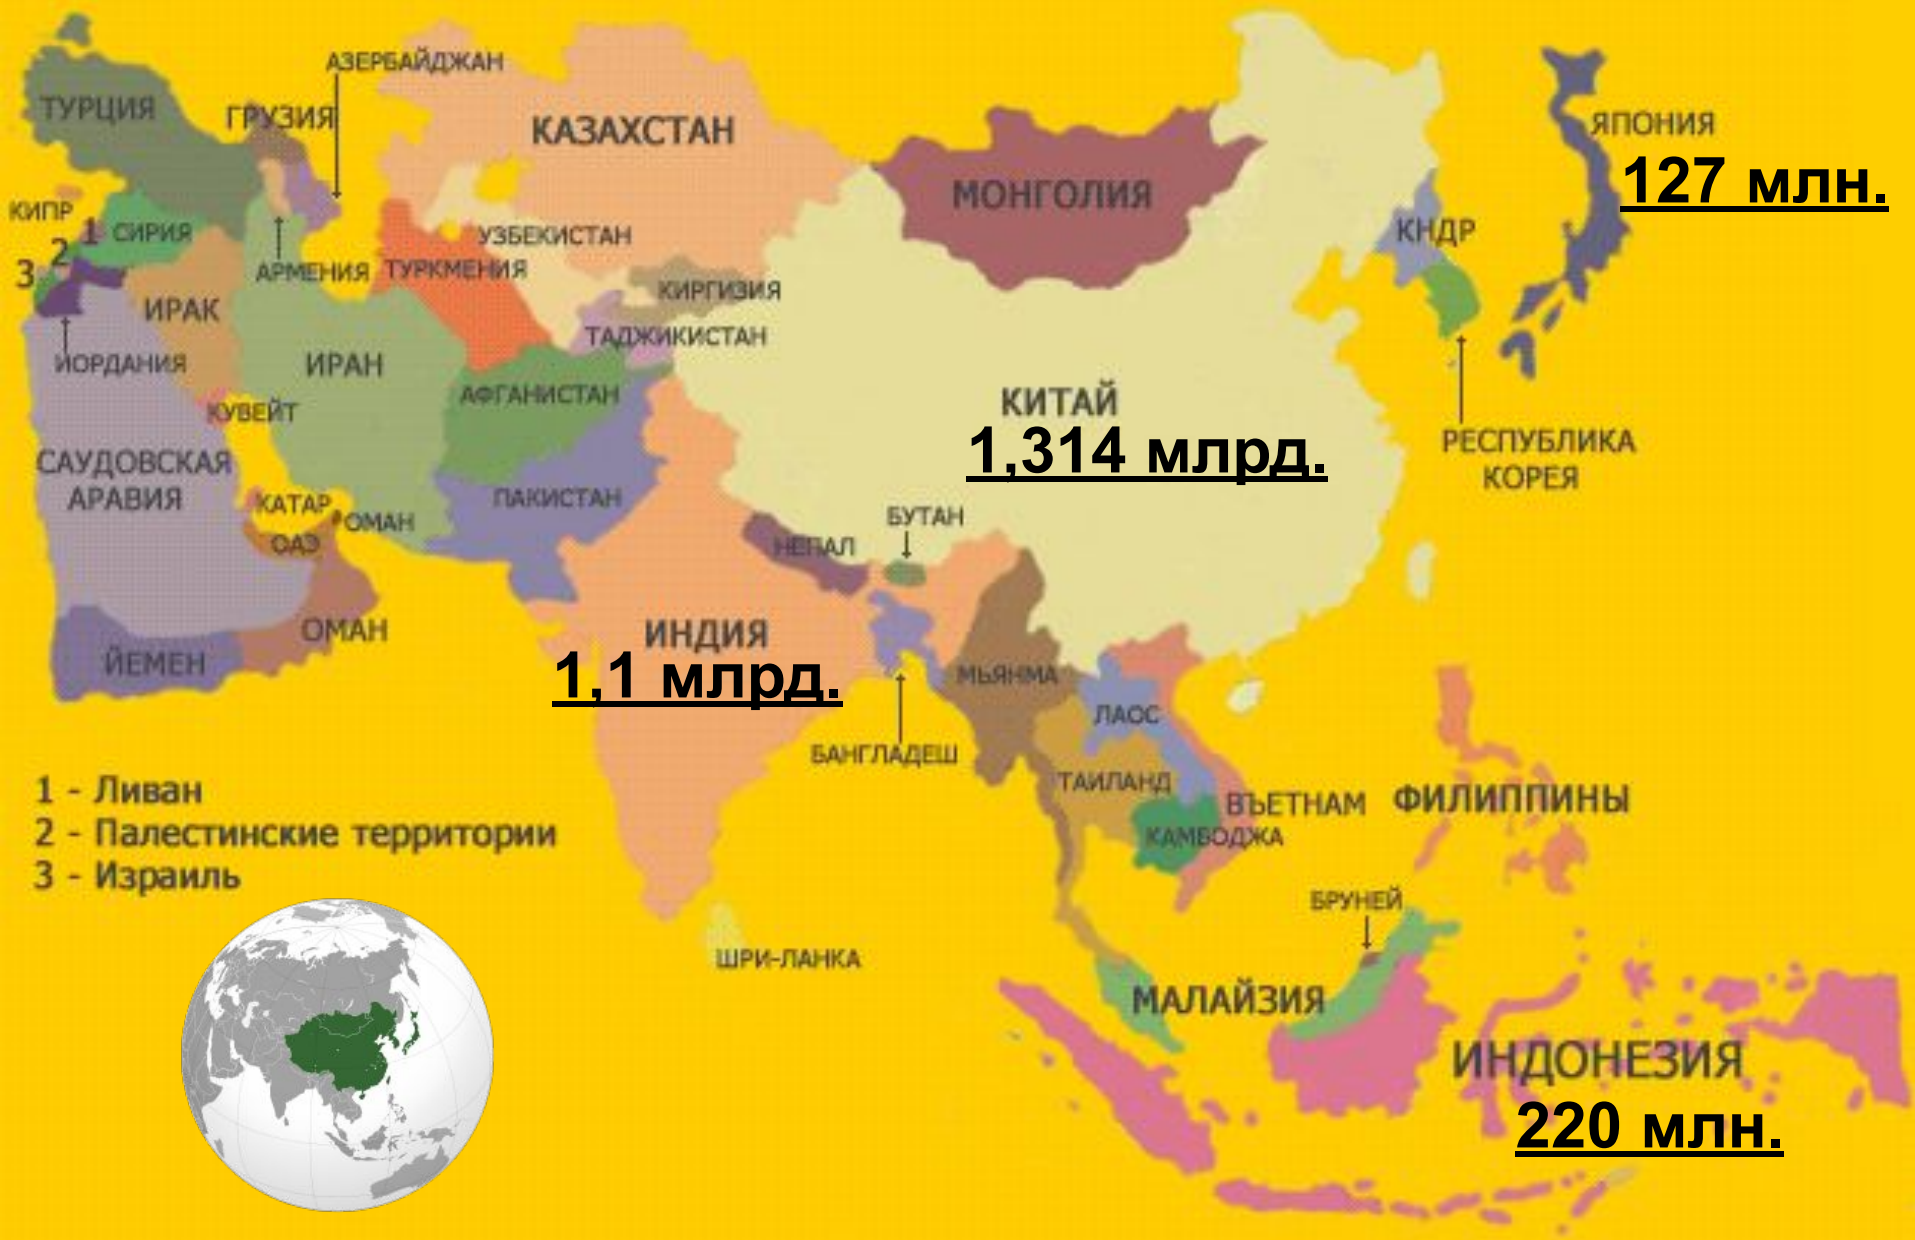 АЗЕРБАЙДЖАН
ТУРЦИЯ
ГРУЗИЯ
КАЗАХСТАН
ЯПОНИЯ
127 млн.
МОНГОЛИЯ
КИПР
1
СИРИЯ
2
3
УЗБЕКИСТАН
КНДР
АРМЕНИЯ
ТУРКМЕНИЯ
КИРГИЗИЯ
ИРАК
ТАДЖИКИСТАН
ИОРДАНИЯ
ИРАН
АФГАНИСТАН
КИТАЙ
1,314 млрд.
КУВЕЙТ
РЕСПУБЛИКА
КОРЕЯ
САУДОВСКАЯ
АРАВИЯ
ПАКИСТАН
КАТАР
ОМАН
ОАЭ
БУТАН
НЕПАЛ
ОМАН
ЙЕМЕН
ИНДИЯ
1,1 млрд.
МЬЯНМА
ЛАОС
БАНГЛАДЕШ
ТАИЛАНД
ВЪЕТНАМ
ФИЛИППИНЫ
КАМБОДЖА
1 - Ливан
2 - Палестинские территории
3 - Израиль
БРУНЕЙ
ШРИ-ЛАНКА
МАЛАЙЗИЯ
ИНДОНЕЗИЯ
220 млн.